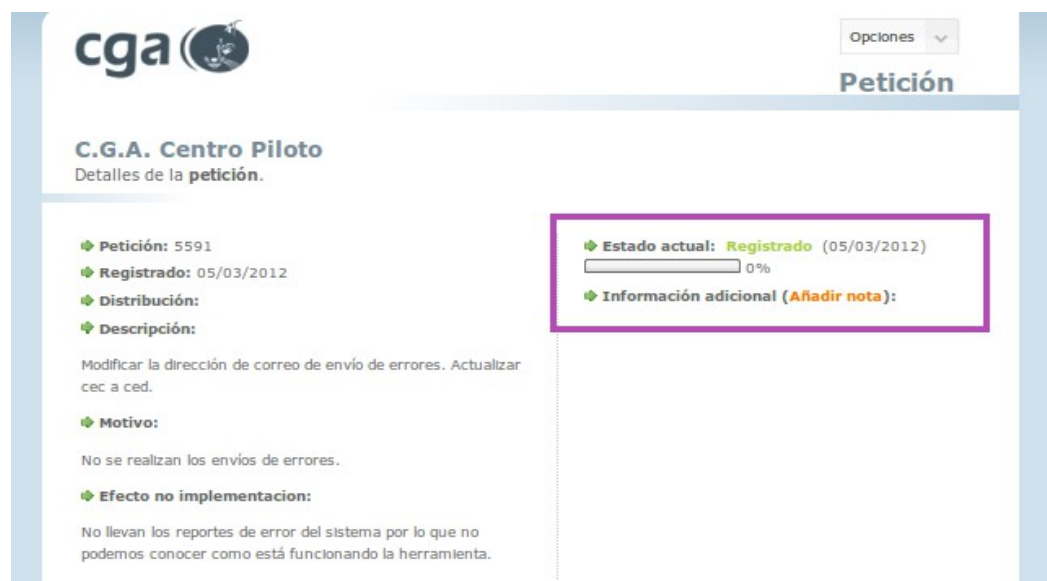 cga
Opciones
Petición
C.G.A. Centro Piloto
Detalles de la petición.
Petición: 5591
Registrado: 05/03/2012
Distribución:
Descripción:
Modificar la dirección de correo de envío de errores. Actualizar
cec a ced.
Motivo:
No se realizan los envíos de errores.
Efecto no implementacion:
No llevan los reportes de error del sistema por lo que no
podemos conocer como está funcionando la herramienta.
Estado actual: Registrado (05/03/2012)
0%
Información adicional (Añadir nota):